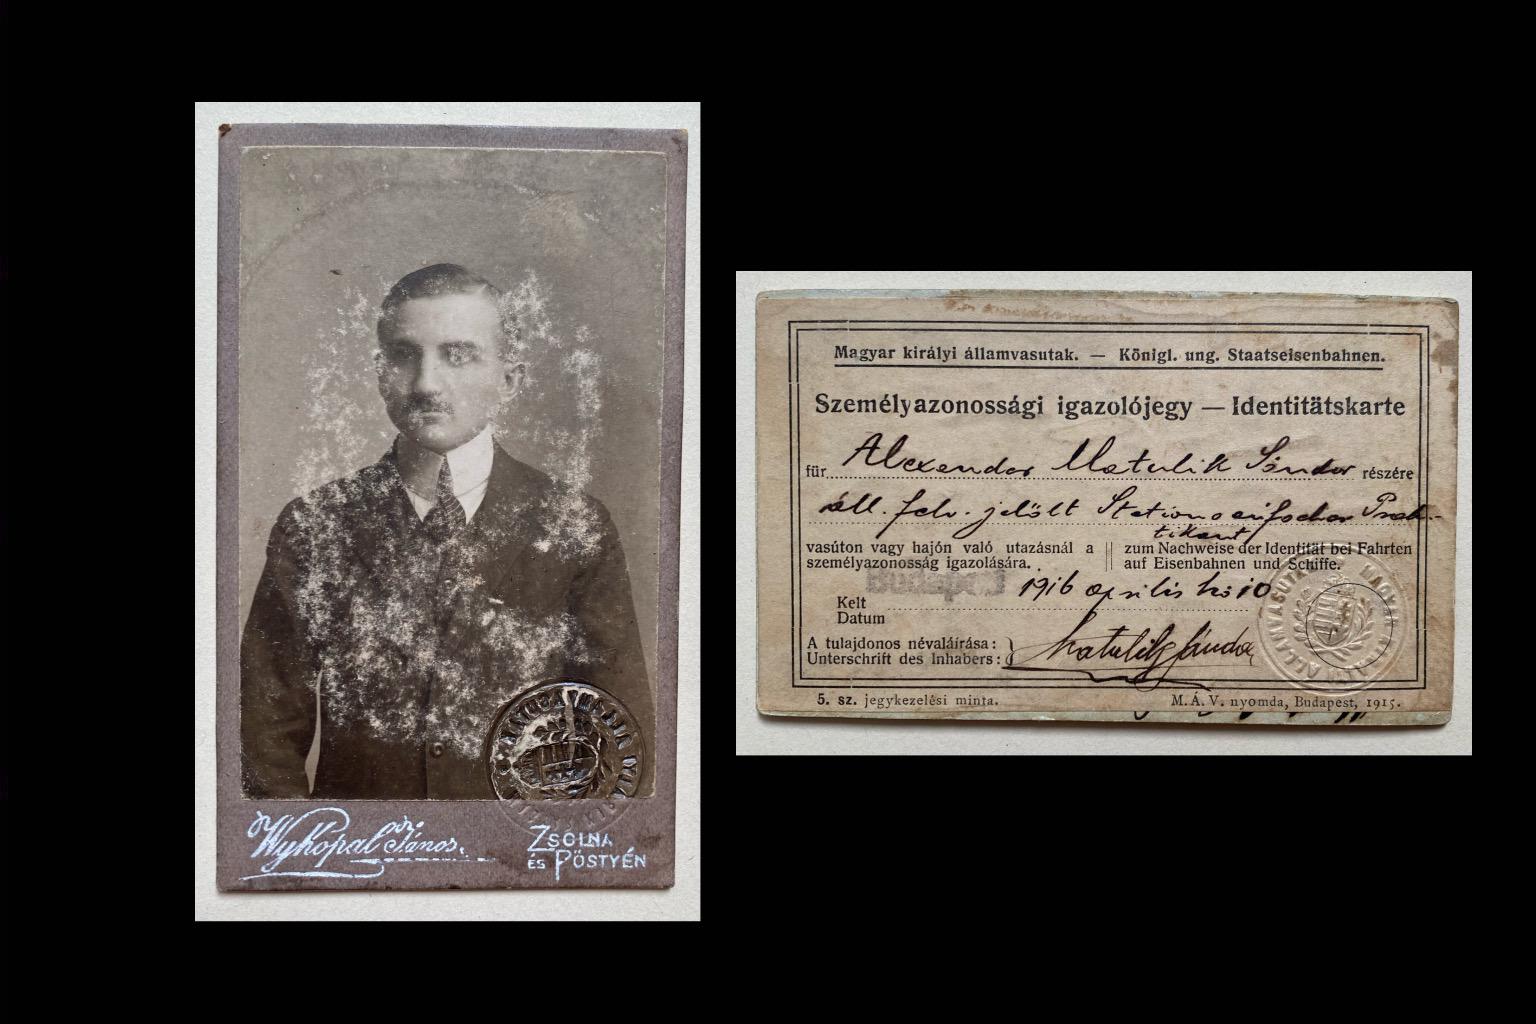 Wykopal János.
ZSOLNA
ÉS PÖSTYÉN
Magyar királyi államvasutak. — Königl. ung. Staatseisenbahnen.
Személyazonossági igazolójegy — Identitätskarte
für Alexander Matulik Sándor részére
áll. felv. jelölt Stationsaifseher Prak-
tikant
vasúton vagy hajón való utazásnál a
személyazonosság igazolására.
zum Nachweise der Identität bei Fahrten
auf Eisenbahnen und Schiffe.
Budapest
1916 április hó 10
Kelt
Datum
A tulajdonos névaláírása:
Unterschrift des Inhabers:
Matulik Sándor
5. sz. jegykezelési minta.
M. Á. V. nyomda, Budapest, 1915.